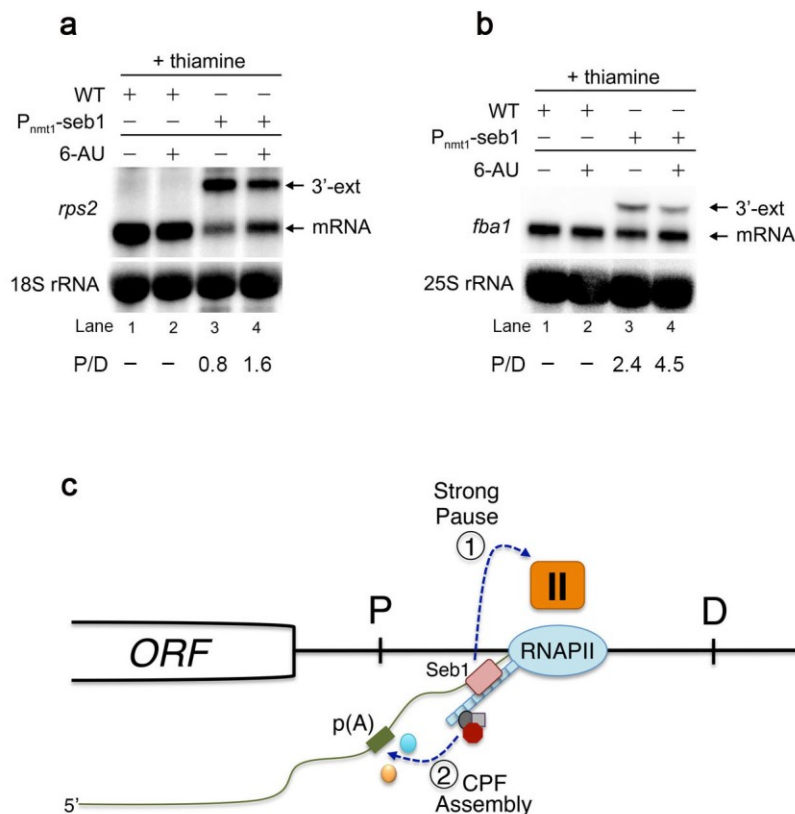 a
+ thiamine
WT + + − −
Pnmt1-seb1 − − + +
6-AU − + − +
rps2
3'-ext
mRNA
18S rRNA
Lane 1 2 3 4
P/D − − 0.8 1.6
b
+ thiamine
WT + + − −
Pnmt1-seb1 − − + +
6-AU − + − +
fba1
3'-ext
mRNA
25S rRNA
Lane 1 2 3 4
P/D − − 2.4 4.5
c
Strong
Pause
1
II
P
D
ORF
RNAPII
Seb1
p(A)
2
CPF
Assembly
5'